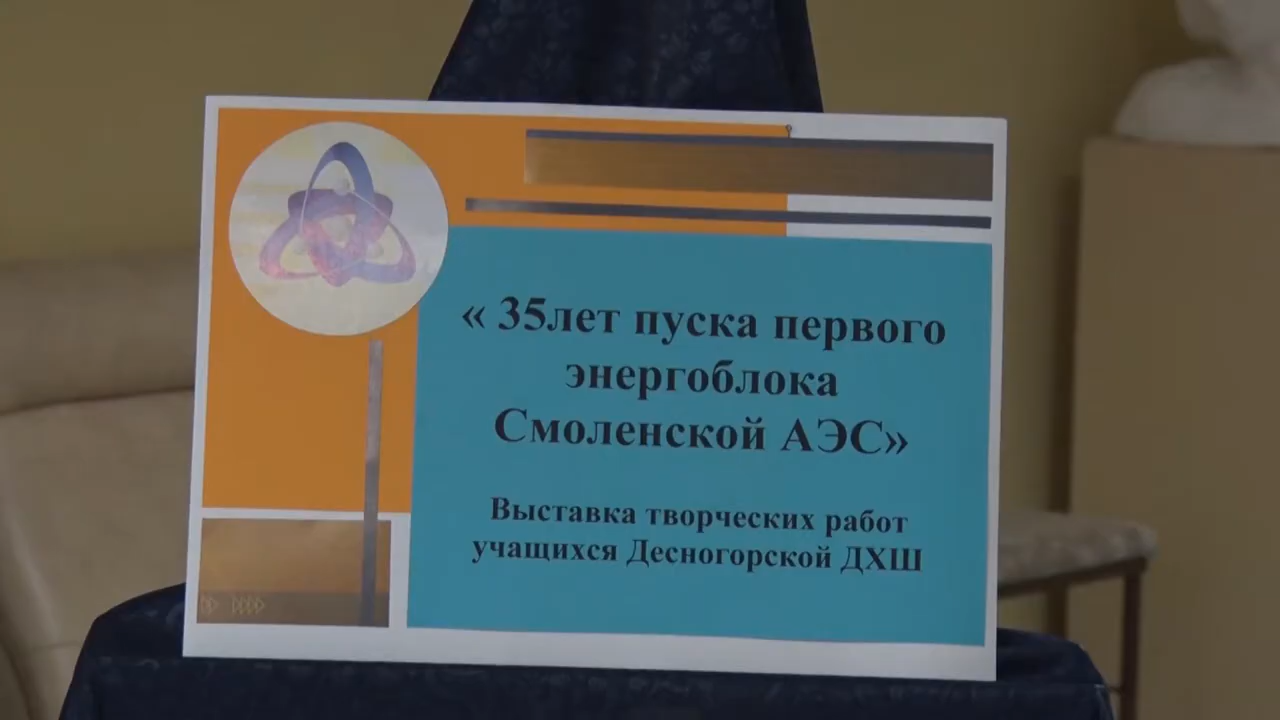 « 35лет пуска первого
энергоблока
Смоленской АЭС»
Выставка творческих работ
учащихся Десногорской ДХШ